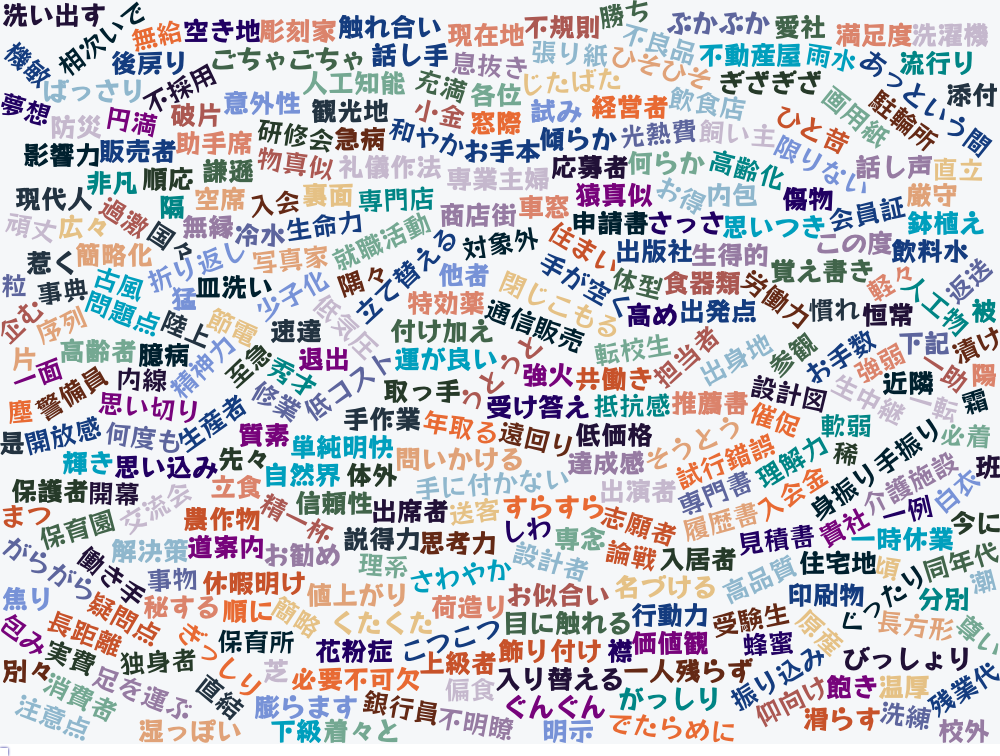 洗い出す
相次いで
無給
空き地
彫刻家
触れ合い
現在地
不規則
勝ち
ぶかぶか
愛社
満足度
洗濯機
機敏
後戻り
ごちゃごちゃ
話し手
息抜き
張り紙
不良品
不動産屋
雨水
あっという間
流行り
ばっさり
不採用
人工知能
充満
各位
じたばた
ひそひそ
ぎざぎざ
添付
夢想
防災
円満
破片
意外性
観光地
小金
窓際
試み
経営者
飲食店
ひと昔
画用紙
駐輪所
影響力
販売者
助手席
研修会
急病
和やか
お手本
傾らか
光熱費
飼い主
限りない
話し声
直立
非凡
順応
謙遜
物真似
礼儀作法
専業主婦
応募者
何らか
高齢化
現代人
隔
空席
入会
裏面
専門店
商店街
車窓
猿真似
お得
内包
傷物
会員証
厳守
頑丈
広々
過激
国々
無縁
冷水
生命力
就職活動
立て替える
対象外
住まい
申請書
さっさ
思いつき
この度
鉢植え
飲料水
惹く
簡略化
折り返し
写真家
隅々
他者
手が空く
出版社
生得的
覚え書き
軽々
返送
粒
事典
古風
猛
皿洗い
少子化
低気圧
特効薬
閉じこもる
体型
食器類
労働力
人工物
被
企む
序列
問題点
陸上
節電
速達
付け加え
通信販売
高め
出発点
慣れ
恒常
下記
漬け
片
一面
高齢者
臆病
精神力
至急
秀才
退出
運が良い
うとうと
転校生
担当者
出身地
参観
お手数
強弱
一助
陽
塵
警備員
内線
思い切り
生産者
修業
低コスト
取っ手
強火
共働き
設計図
生中継
近隣
一転
霜
是
開放感
何度も
質素
単純明快
手作業
年取る
受け答え
遠回り
抵抗感
低価格
推薦書
催促
軟弱
必着
輝き
思い込み
先々
自然界
体外
問いかける
達成感
そうとう
試行錯誤
理解力
稀
身振り手振り
保護者
開幕
交流会
立食
精一杯
信頼性
手に付かない
出演者
専門書
入会金
介護施設
白衣
班
まつ
保育園
農作物
出席者
送客
すらすら
志願者
履歴書
見積書
貴社
一例
一時休業
今に
がらがら
働き手
解決策
道案内
お勧め
説得力
思考力
しわ
専念
論戦
入居者
住宅地
頃
同年代
焦り
疑問点
事物
休暇明け
理系
さわやか
設計者
名づける
高品質
印刷物
ぐったり
分別
潮
包み
長距離
秘する
順に
簡略
値上がり
くたくた
荷造り
お似合い
目に触れる
行動力
受験生
原産
長方形
尊い
別々
実費
独身者
ぎっしり
保育所
芝
花粉症
こつこつ
上級者
飾り付け
襟
価値観
蜂蜜
びっしょり
消費者
足を運ぶ
直結
必要不可欠
偏食
入り替える
一人残らず
振り込み
仰向け
飽き
温厚
残業代
注意点
湿っぽい
膨らます
下級
着々と
銀行員
不明瞭
ぐんぐん
明示
がっしり
でたらめに
滑らす
洗練
校外